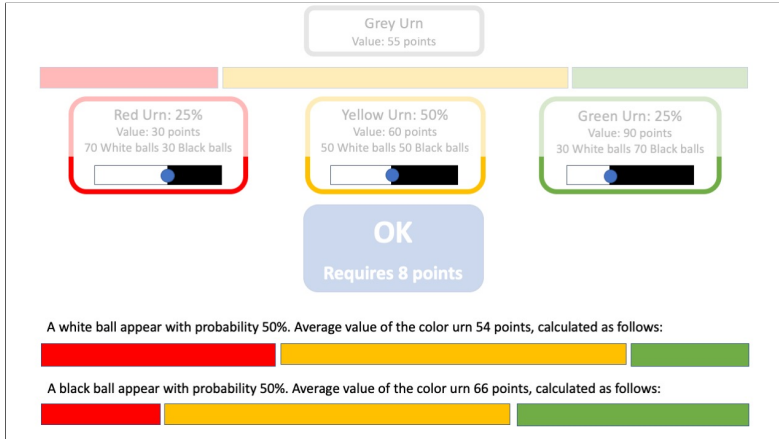 Grey Urn
Value: 55 points
Red Urn: 25%
Value: 30 points
70 White balls 30 Black balls
Yellow Urn: 50%
Value: 60 points
50 White balls 50 Black balls
Green Urn: 25%
Value: 90 points
30 White balls 70 Black balls
OK
Requires 8 points
A white ball appear with probability 50%. Average value of the color urn 54 points, calculated as follows:
A black ball appear with probability 50%. Average value of the color urn 66 points, calculated as follows: